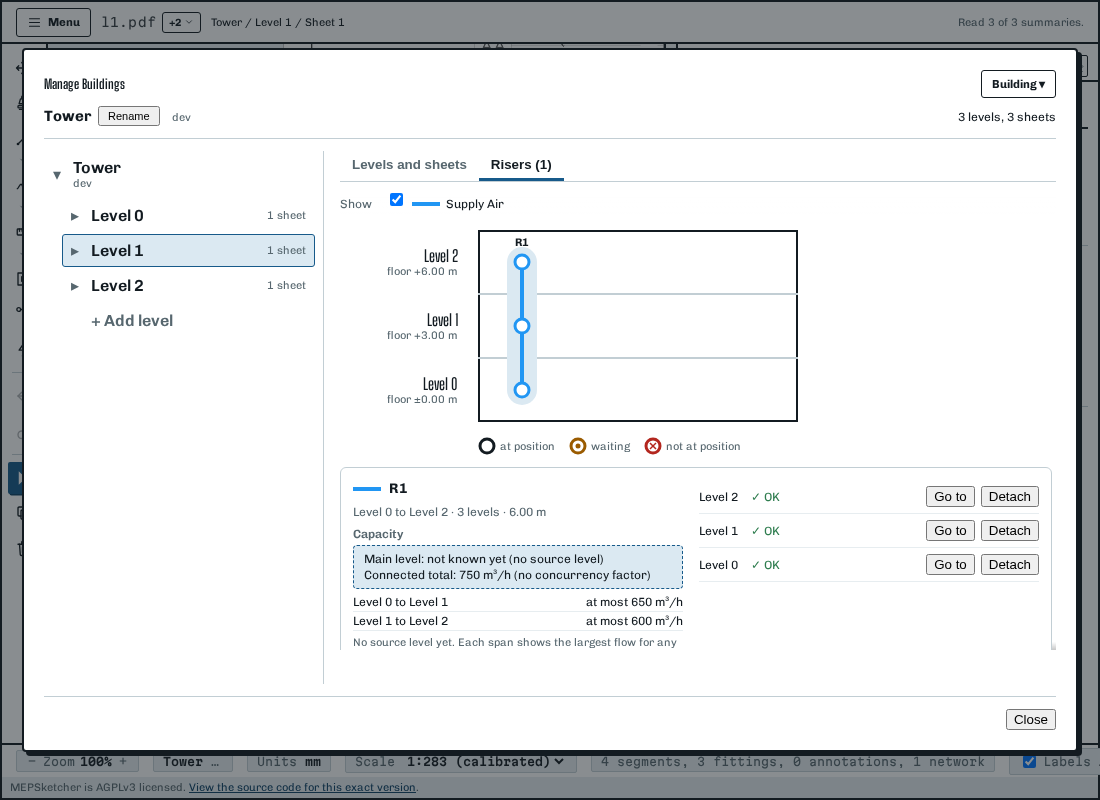 Menu l1.pdf +2 Tower / Level 1 / Sheet 1 Read 3 of 3 summaries.
Manage Buildings Building ▾
Tower Rename dev 3 levels, 3 sheets
▼ Tower
dev
▶ Level 0 1 sheet
▶ Level 1 1 sheet
▶ Level 2 1 sheet
+ Add level
Levels and sheets Risers (1)
Show Supply Air
R1
Level 2
floor +6.00 m
Level 1
floor +3.00 m
Level 0
floor ±0.00 m
at position waiting not at position
R1
Level 0 to Level 2 · 3 levels · 6.00 m
Capacity
Main level: not known yet (no source level)
Connected total: 750 m³/h (no concurrency factor)
Level 0 to Level 1 at most 650 m³/h
Level 1 to Level 2 at most 600 m³/h
No source level yet. Each span shows the largest flow for any
Level 2 ✓ OK Go to Detach
Level 1 ✓ OK Go to Detach
Level 0 ✓ OK Go to Detach
Close
− Zoom 100% + Tower … Units mm Scale 1:283 (calibrated) 4 segments, 3 fittings, 0 annotations, 1 network Labels
MEPSketcher is AGPLv3 licensed. View the source code for this exact version.